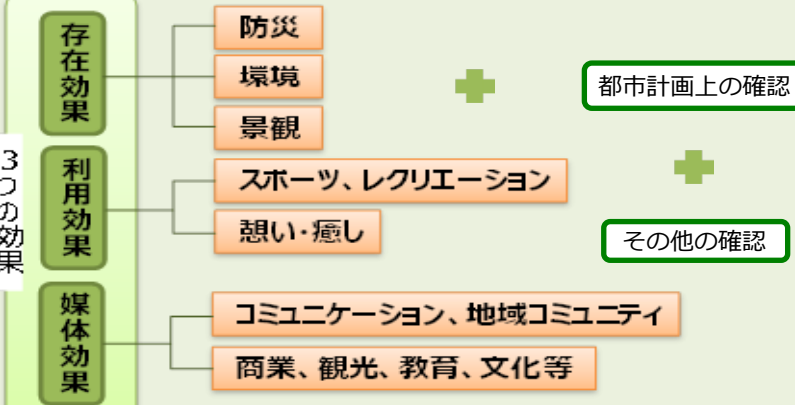 3つの効果
存在効果
防災
環境
景観
利用効果
スポーツ、レクリエーション
憩い・癒し
媒体効果
コミュニケーション、地域コミュニティ
商業、観光、教育、文化等
都市計画上の確認
その他の確認